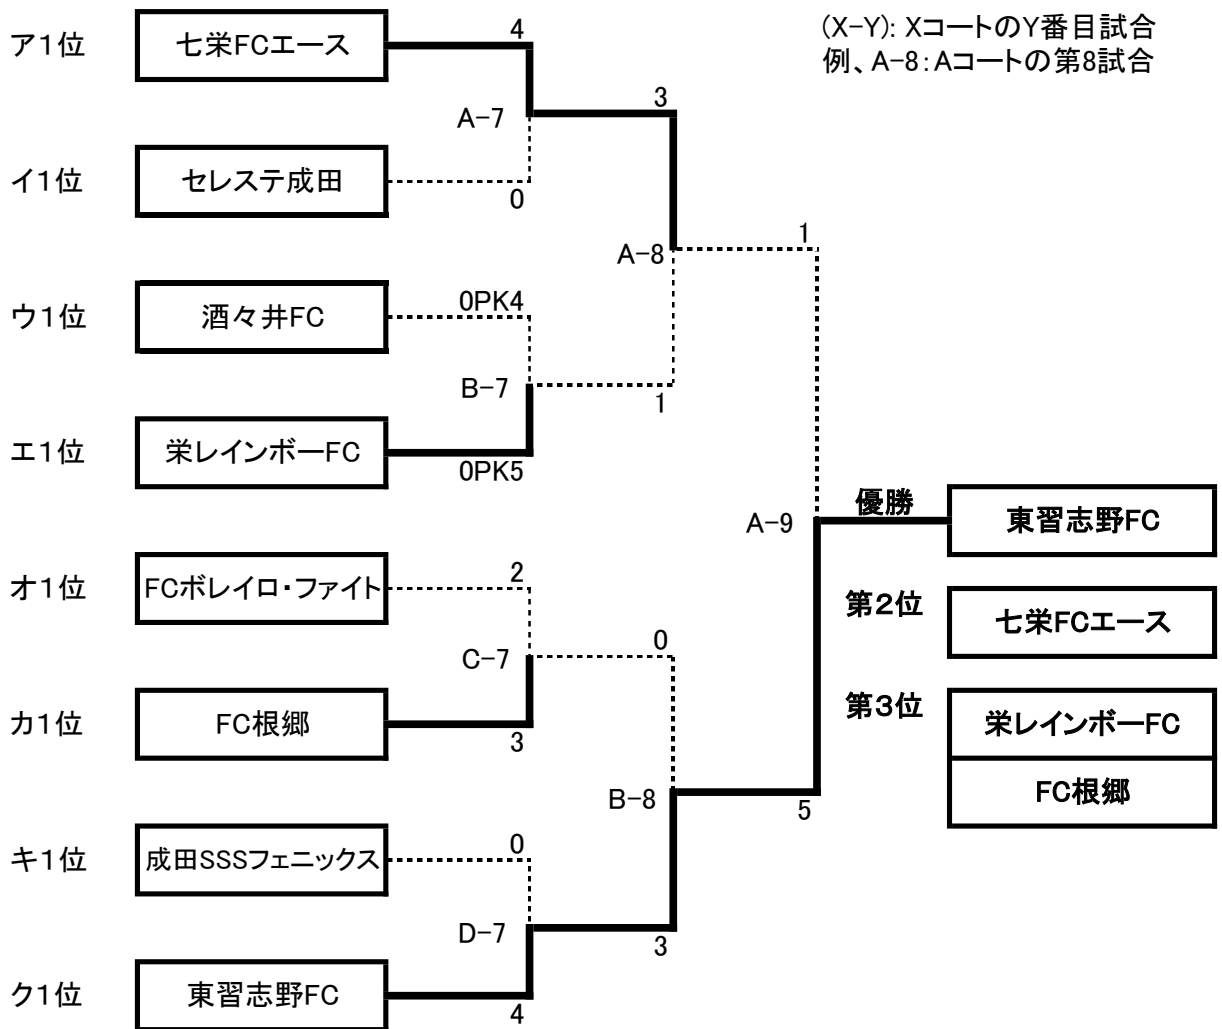 ア1位
七栄FCエース
4
(X-Y): XコートのY番目試合
例、A-8:Aコートの第8試合
3
A-7
イ1位
セレステ成田
0
1
A-8
ウ1位
酒々井FC
0PK4
B-7
1
エ1位
栄レインボーFC
0PK5
優勝
東習志野FC
A-9
オ1位
FCボレイロ・ファイト
2
第2位
七栄FCエース
0
C-7
カ1位
FC根郷
3
第3位
栄レインボーFC
FC根郷
B-8
5
キ1位
成田SSSフェニックス
0
D-7
3
ク1位
東習志野FC
4